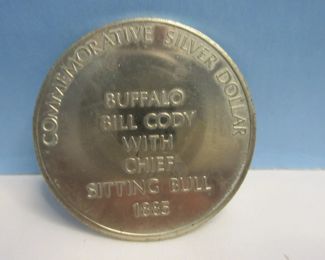 COMMEMORATIVE SILVER DOLLAR
BUFFALO
BILL CODY
WITH
CHIEF
SITTING BULL
1885